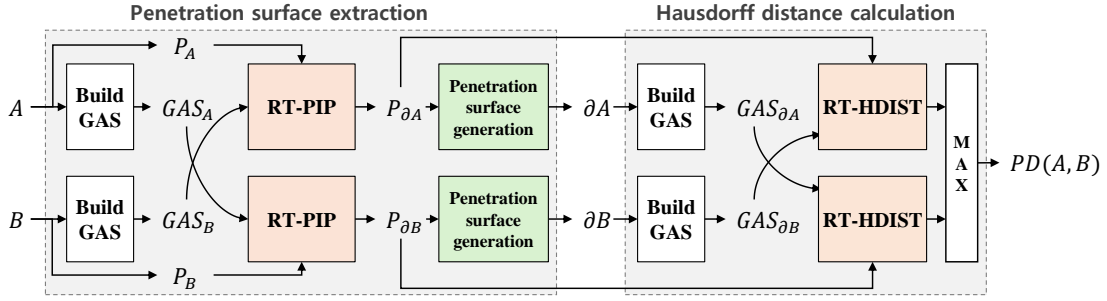 Penetration surface extraction
Hausdorff distance calculation
P_A
A
Build
GAS
GAS_A
RT-PIP
P_∂A
Penetration
surface
generation
∂A
Build
GAS
GAS_∂A
RT-HDIST
M
A
X
PD(A, B)
B
Build
GAS
GAS_B
RT-PIP
P_∂B
Penetration
surface
generation
∂B
Build
GAS
GAS_∂B
RT-HDIST
P_B